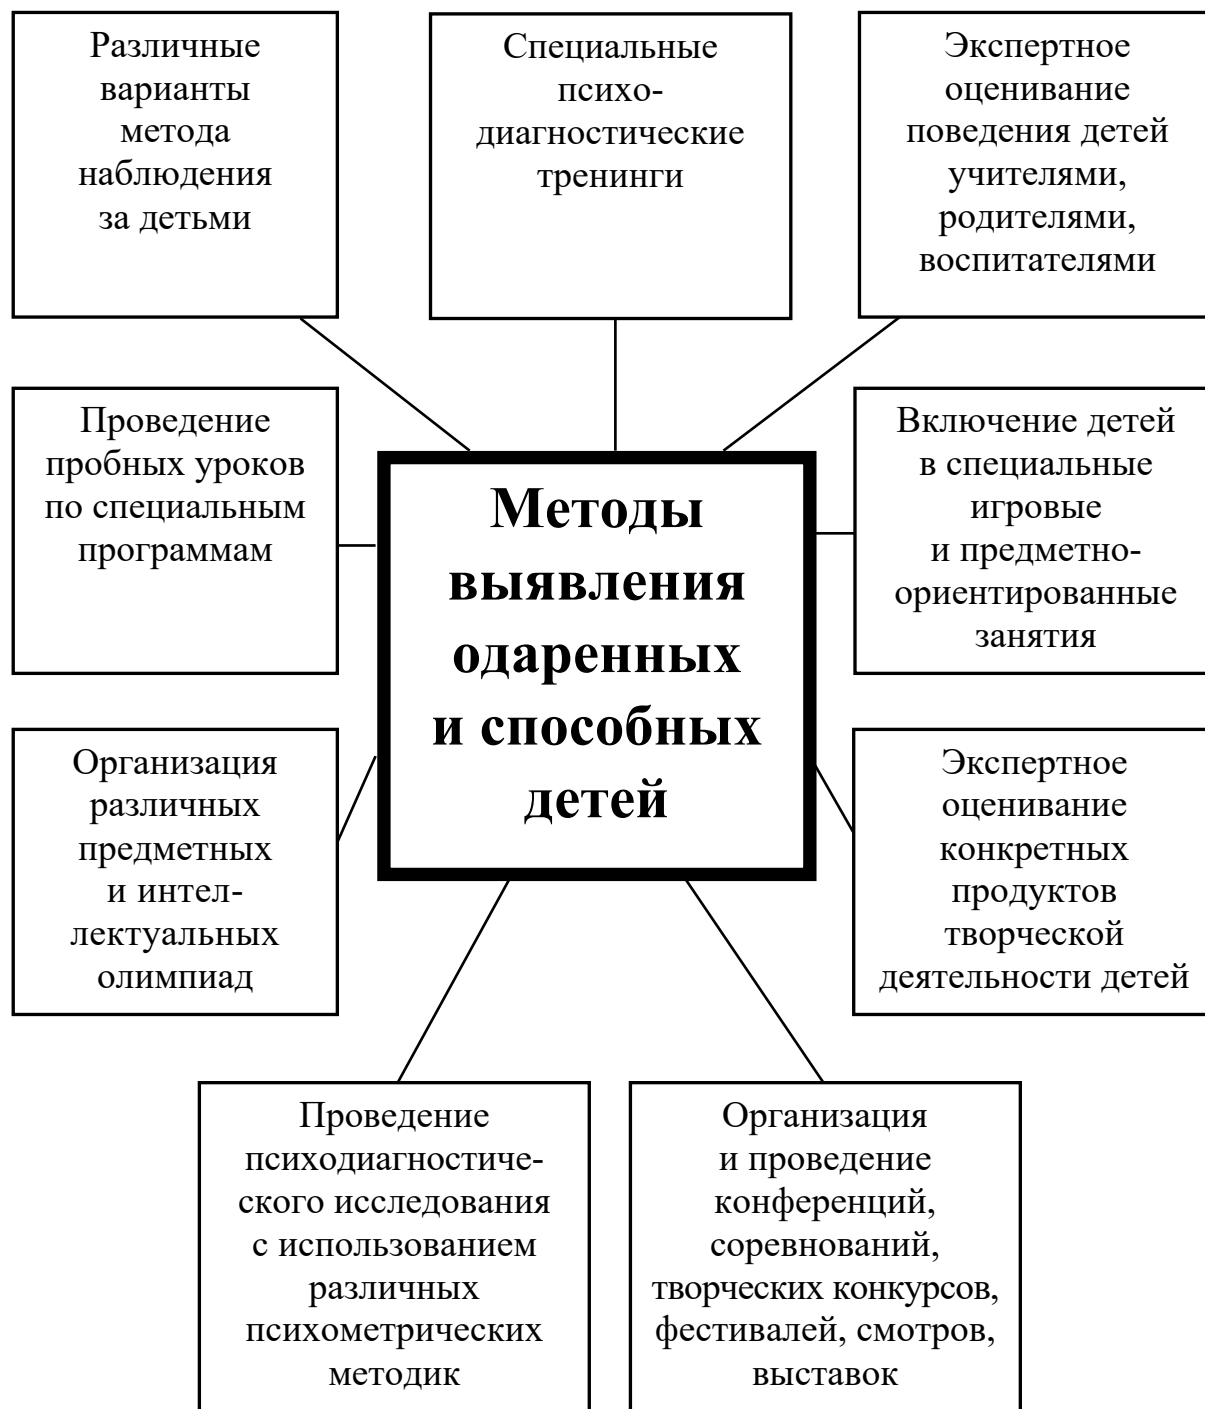 Различные
варианты
метода
наблюдения
за детьми
Специальные
психо-
диагностические
тренинги
Экспертное
оценивание
поведения детей
учителями,
родителями,
воспитателями
Проведение
пробных уроков
по специальным
программам
Методы
выявления
одаренных
и способных
детей
Включение детей
в специальные
игровые
и предметно-
ориентированные
занятия
Организация
различных
предметных
и интел-
лектуальных
олимпиад
Экспертное
оценивание
конкретных
продуктов
творческой
деятельности детей
Проведение
психодиагностиче-
ского исследования
с использованием
различных
психометрических
методик
Организация
и проведение
конференций,
соревнований,
творческих конкурсов,
фестивалей, смотров,
выставок